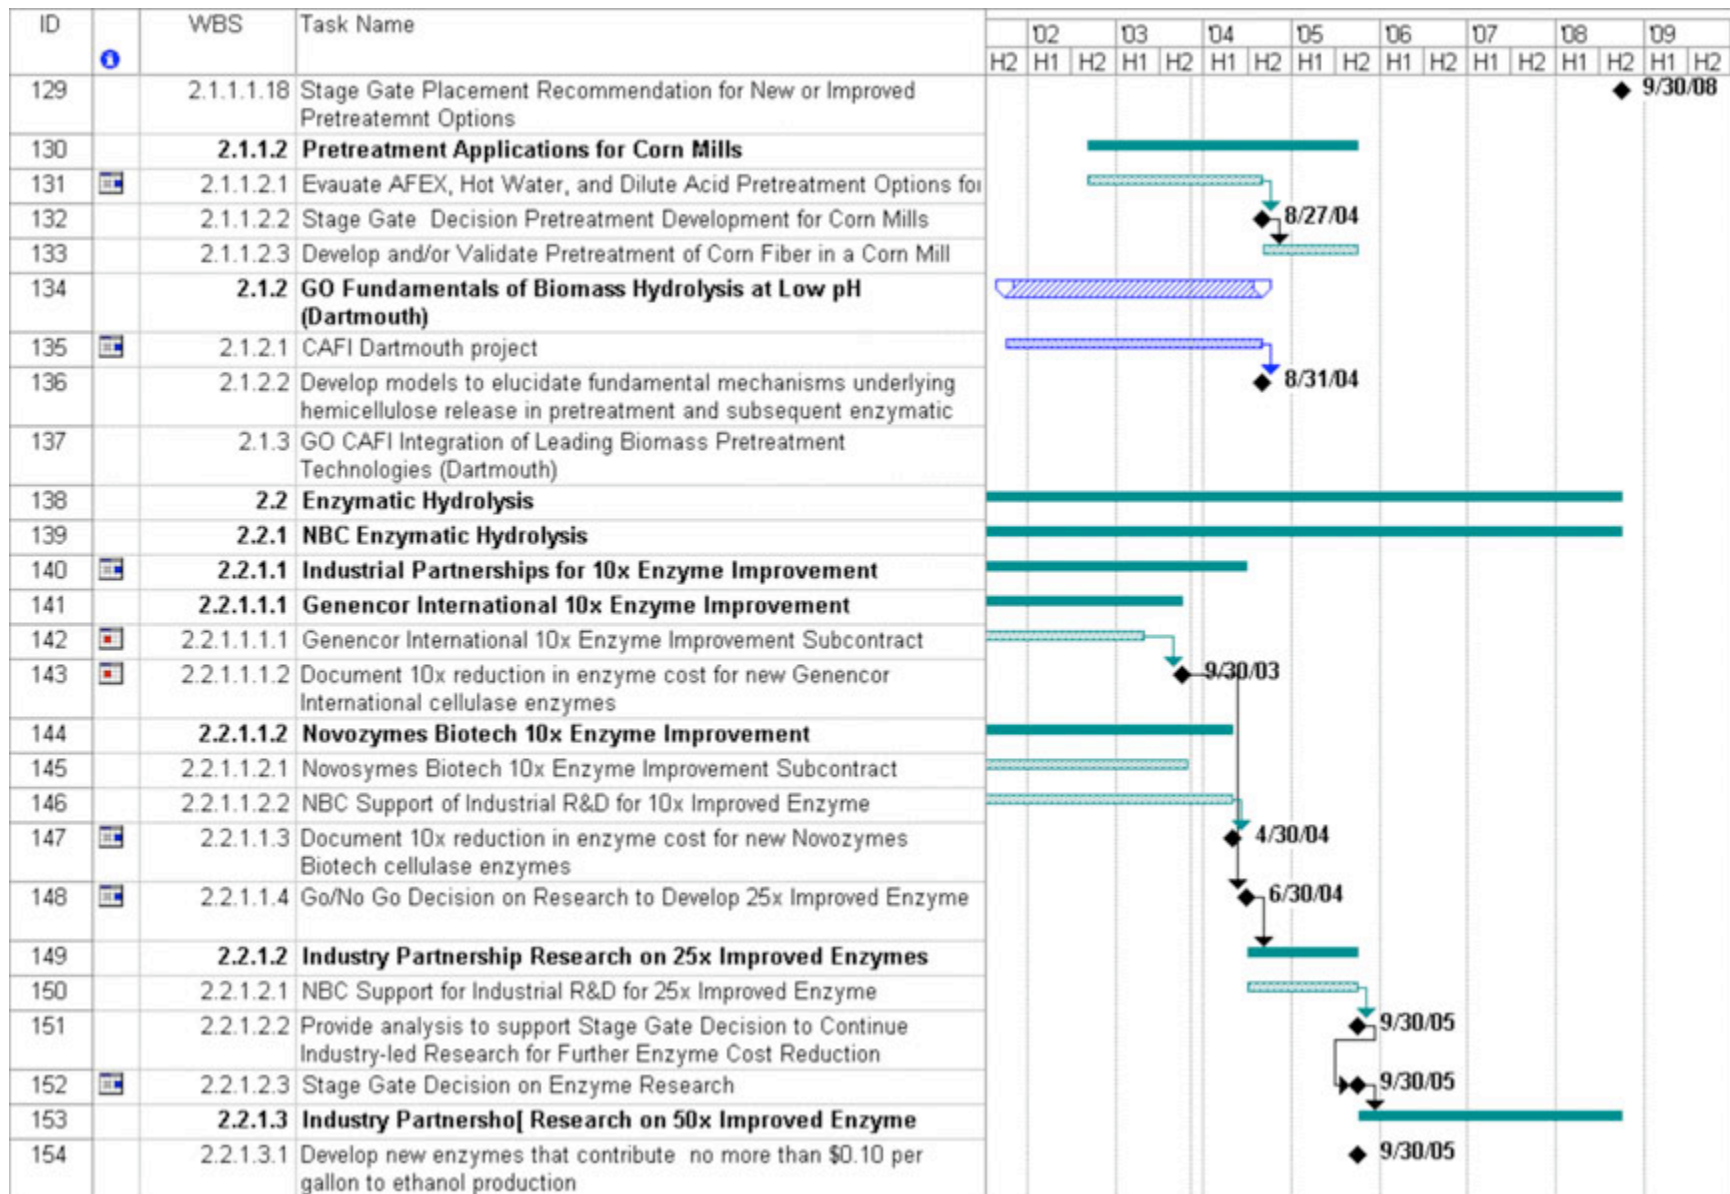 ID WBS Task Name '02 '03 '04 '05 '06 '07 '08 '09
H2 H1 H2 H1 H2 H1 H2 H1 H2 H1 H2 H1 H2 H1 H2 H1 H2
129 2.1.1.1.18 Stage Gate Placement Recommendation for New or Improved 9/30/08
Pretreatemnt Options
130 2.1.1.2 Pretreatment Applications for Corn Mills
131 2.1.1.2.1 Evauate AFEX, Hot Water, and Dilute Acid Pretreatment Options for
132 2.1.1.2.2 Stage Gate Decision Pretreatment Development for Corn Mills 8/27/04
133 2.1.1.2.3 Develop and/or Validate Pretreatment of Corn Fiber in a Corn Mill
134 2.1.2 GO Fundamentals of Biomass Hydrolysis at Low pH
(Dartmouth)
135 2.1.2.1 CAFI Dartmouth project
136 2.1.2.2 Develop models to elucidate fundamental mechanisms underlying 8/31/04
hemicellulose release in pretreatment and subsequent enzymatic
137 2.1.3 GO CAFI Integration of Leading Biomass Pretreatment
Technologies (Dartmouth)
138 2.2 Enzymatic Hydrolysis
139 2.2.1 NBC Enzymatic Hydrolysis
140 2.2.1.1 Industrial Partnerships for 10x Enzyme Improvement
141 2.2.1.1.1 Genencor International 10x Enzyme Improvement
142 2.2.1.1.1.1 Genencor International 10x Enzyme Improvement Subcontract
143 2.2.1.1.1.2 Document 10x reduction in enzyme cost for new Genencor 9/30/03
International cellulase enzymes
144 2.2.1.1.2 Novozymes Biotech 10x Enzyme Improvement
145 2.2.1.1.2.1 Novosymes Biotech 10x Enzyme Improvement Subcontract
146 2.2.1.1.2.2 NBC Support of Industrial R&D for 10x Improved Enzyme
147 2.2.1.1.3 Document 10x reduction in enzyme cost for new Novozymes 4/30/04
Biotech cellulase enzymes
148 2.2.1.1.4 Go/No Go Decision on Research to Develop 25x Improved Enzyme 6/30/04
149 2.2.1.2 Industry Partnership Research on 25x Improved Enzymes
150 2.2.1.2.1 NBC Support for Industrial R&D for 25x Improved Enzyme
151 2.2.1.2.2 Provide analysis to support Stage Gate Decision to Continue 9/30/05
Industry-led Research for Further Enzyme Cost Reduction
152 2.2.1.2.3 Stage Gate Decision on Enzyme Research 9/30/05
153 2.2.1.3 Industry Partnersho[ Research on 50x Improved Enzyme
154 2.2.1.3.1 Develop new enzymes that contribute no more than $0.10 per 9/30/05
gallon to ethanol production